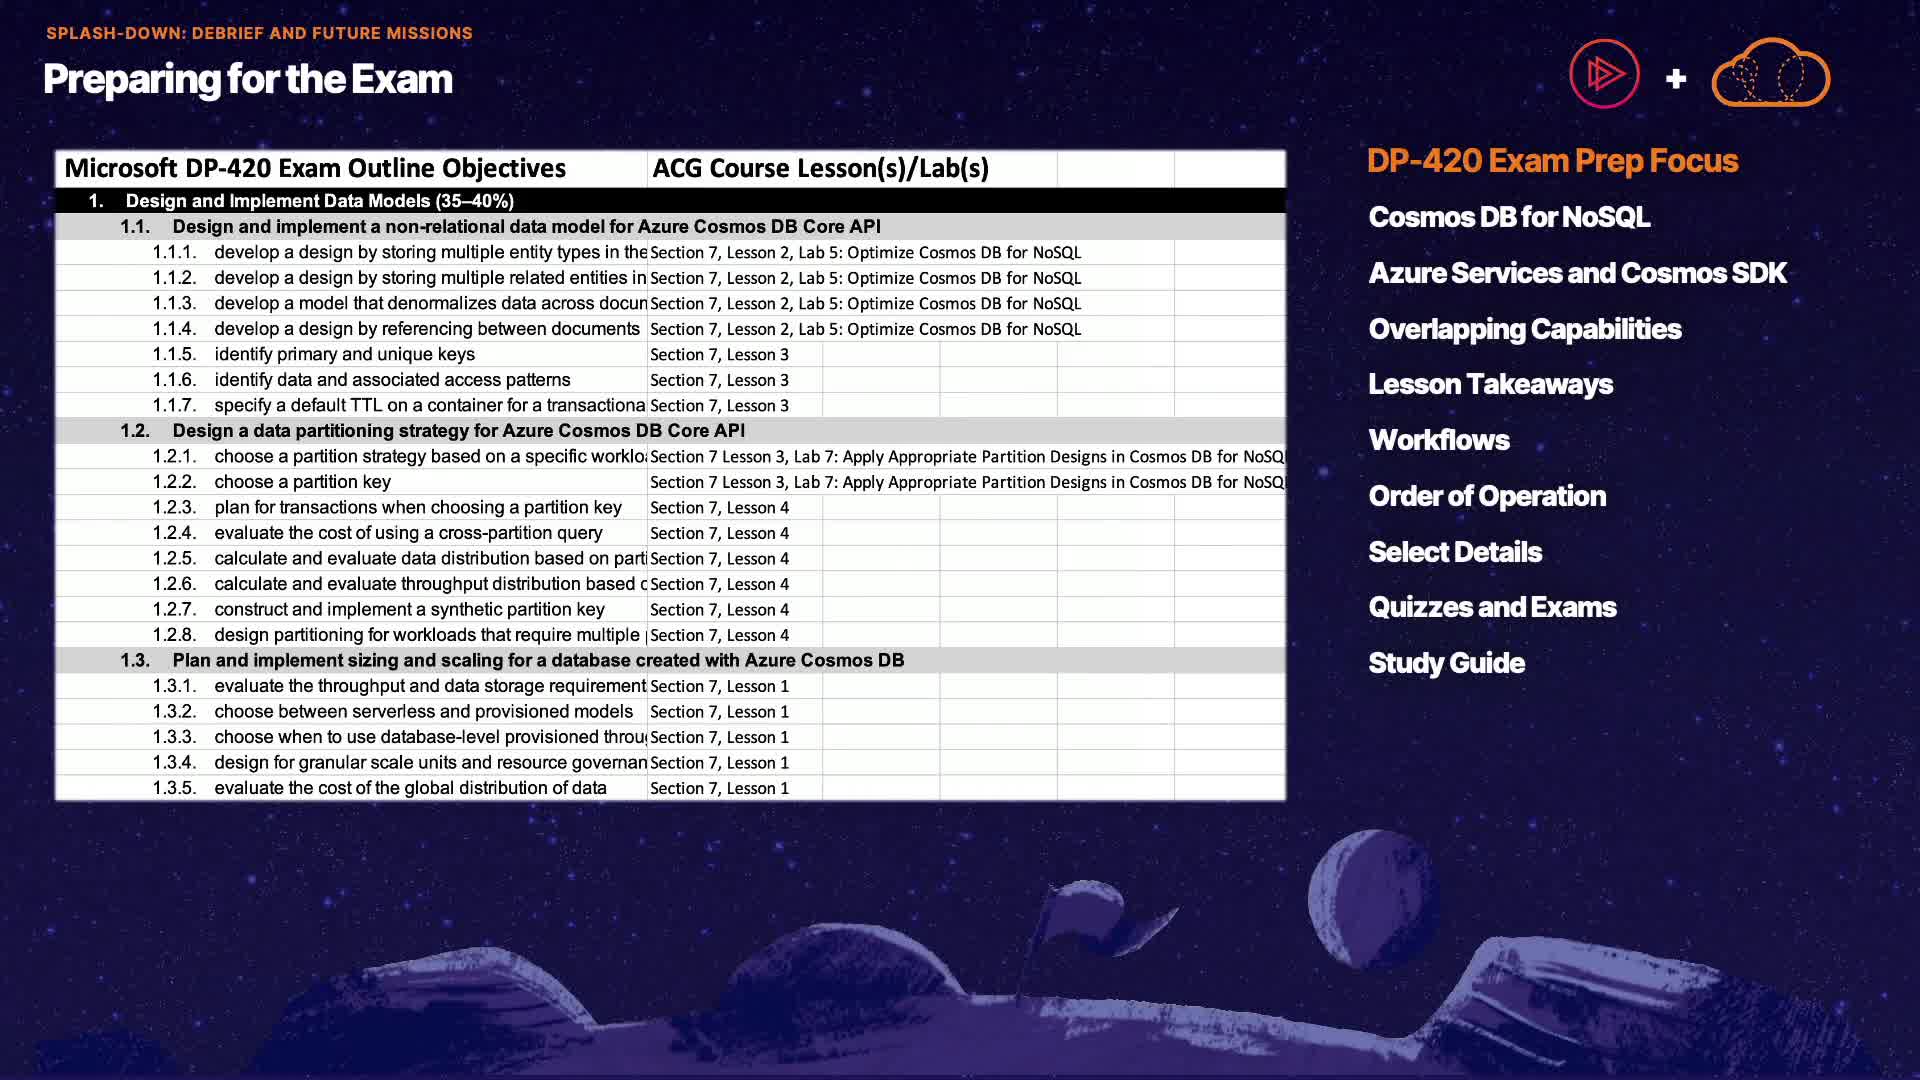 SPLASH-DOWN: DEBRIEF AND FUTURE MISSIONS
Preparing for the Exam
Microsoft DP-420 Exam Outline Objectives ACG Course Lesson(s)/Lab(s)
1. Design and Implement Data Models (35–40%)
1.1. Design and implement a non-relational data model for Azure Cosmos DB Core API
1.1.1. develop a design by storing multiple entity types in the Section 7, Lesson 2, Lab 5: Optimize Cosmos DB for NoSQL
1.1.2. develop a design by storing multiple related entities in Section 7, Lesson 2, Lab 5: Optimize Cosmos DB for NoSQL
1.1.3. develop a model that denormalizes data across docum Section 7, Lesson 2, Lab 5: Optimize Cosmos DB for NoSQL
1.1.4. develop a design by referencing between documents Section 7, Lesson 2, Lab 5: Optimize Cosmos DB for NoSQL
1.1.5. identify primary and unique keys Section 7, Lesson 3
1.1.6. identify data and associated access patterns Section 7, Lesson 3
1.1.7. specify a default TTL on a container for a transactiona Section 7, Lesson 3
1.2. Design a data partitioning strategy for Azure Cosmos DB Core API
1.2.1. choose a partition strategy based on a specific worklo Section 7 Lesson 3, Lab 7: Apply Appropriate Partition Designs in Cosmos DB for NoSQ
1.2.2. choose a partition key Section 7 Lesson 3, Lab 7: Apply Appropriate Partition Designs in Cosmos DB for NoSQ
1.2.3. plan for transactions when choosing a partition key Section 7, Lesson 4
1.2.4. evaluate the cost of using a cross-partition query Section 7, Lesson 4
1.2.5. calculate and evaluate data distribution based on parti Section 7, Lesson 4
1.2.6. calculate and evaluate throughput distribution based Section 7, Lesson 4
1.2.7. construct and implement a synthetic partition key Section 7, Lesson 4
1.2.8. design partitioning for workloads that require multiple Section 7, Lesson 4
1.3. Plan and implement sizing and scaling for a database created with Azure Cosmos DB
1.3.1. evaluate the throughput and data storage requirement Section 7, Lesson 1
1.3.2. choose between serverless and provisioned models Section 7, Lesson 1
1.3.3. choose when to use database-level provisioned throug Section 7, Lesson 1
1.3.4. design for granular scale units and resource governan Section 7, Lesson 1
1.3.5. evaluate the cost of the global distribution of data Section 7, Lesson 1
+
DP-420 Exam Prep Focus
Cosmos DB for NoSQL
Azure Services and Cosmos SDK
Overlapping Capabilities
Lesson Takeaways
Workflows
Order of Operation
Select Details
Quizzes and Exams
Study Guide